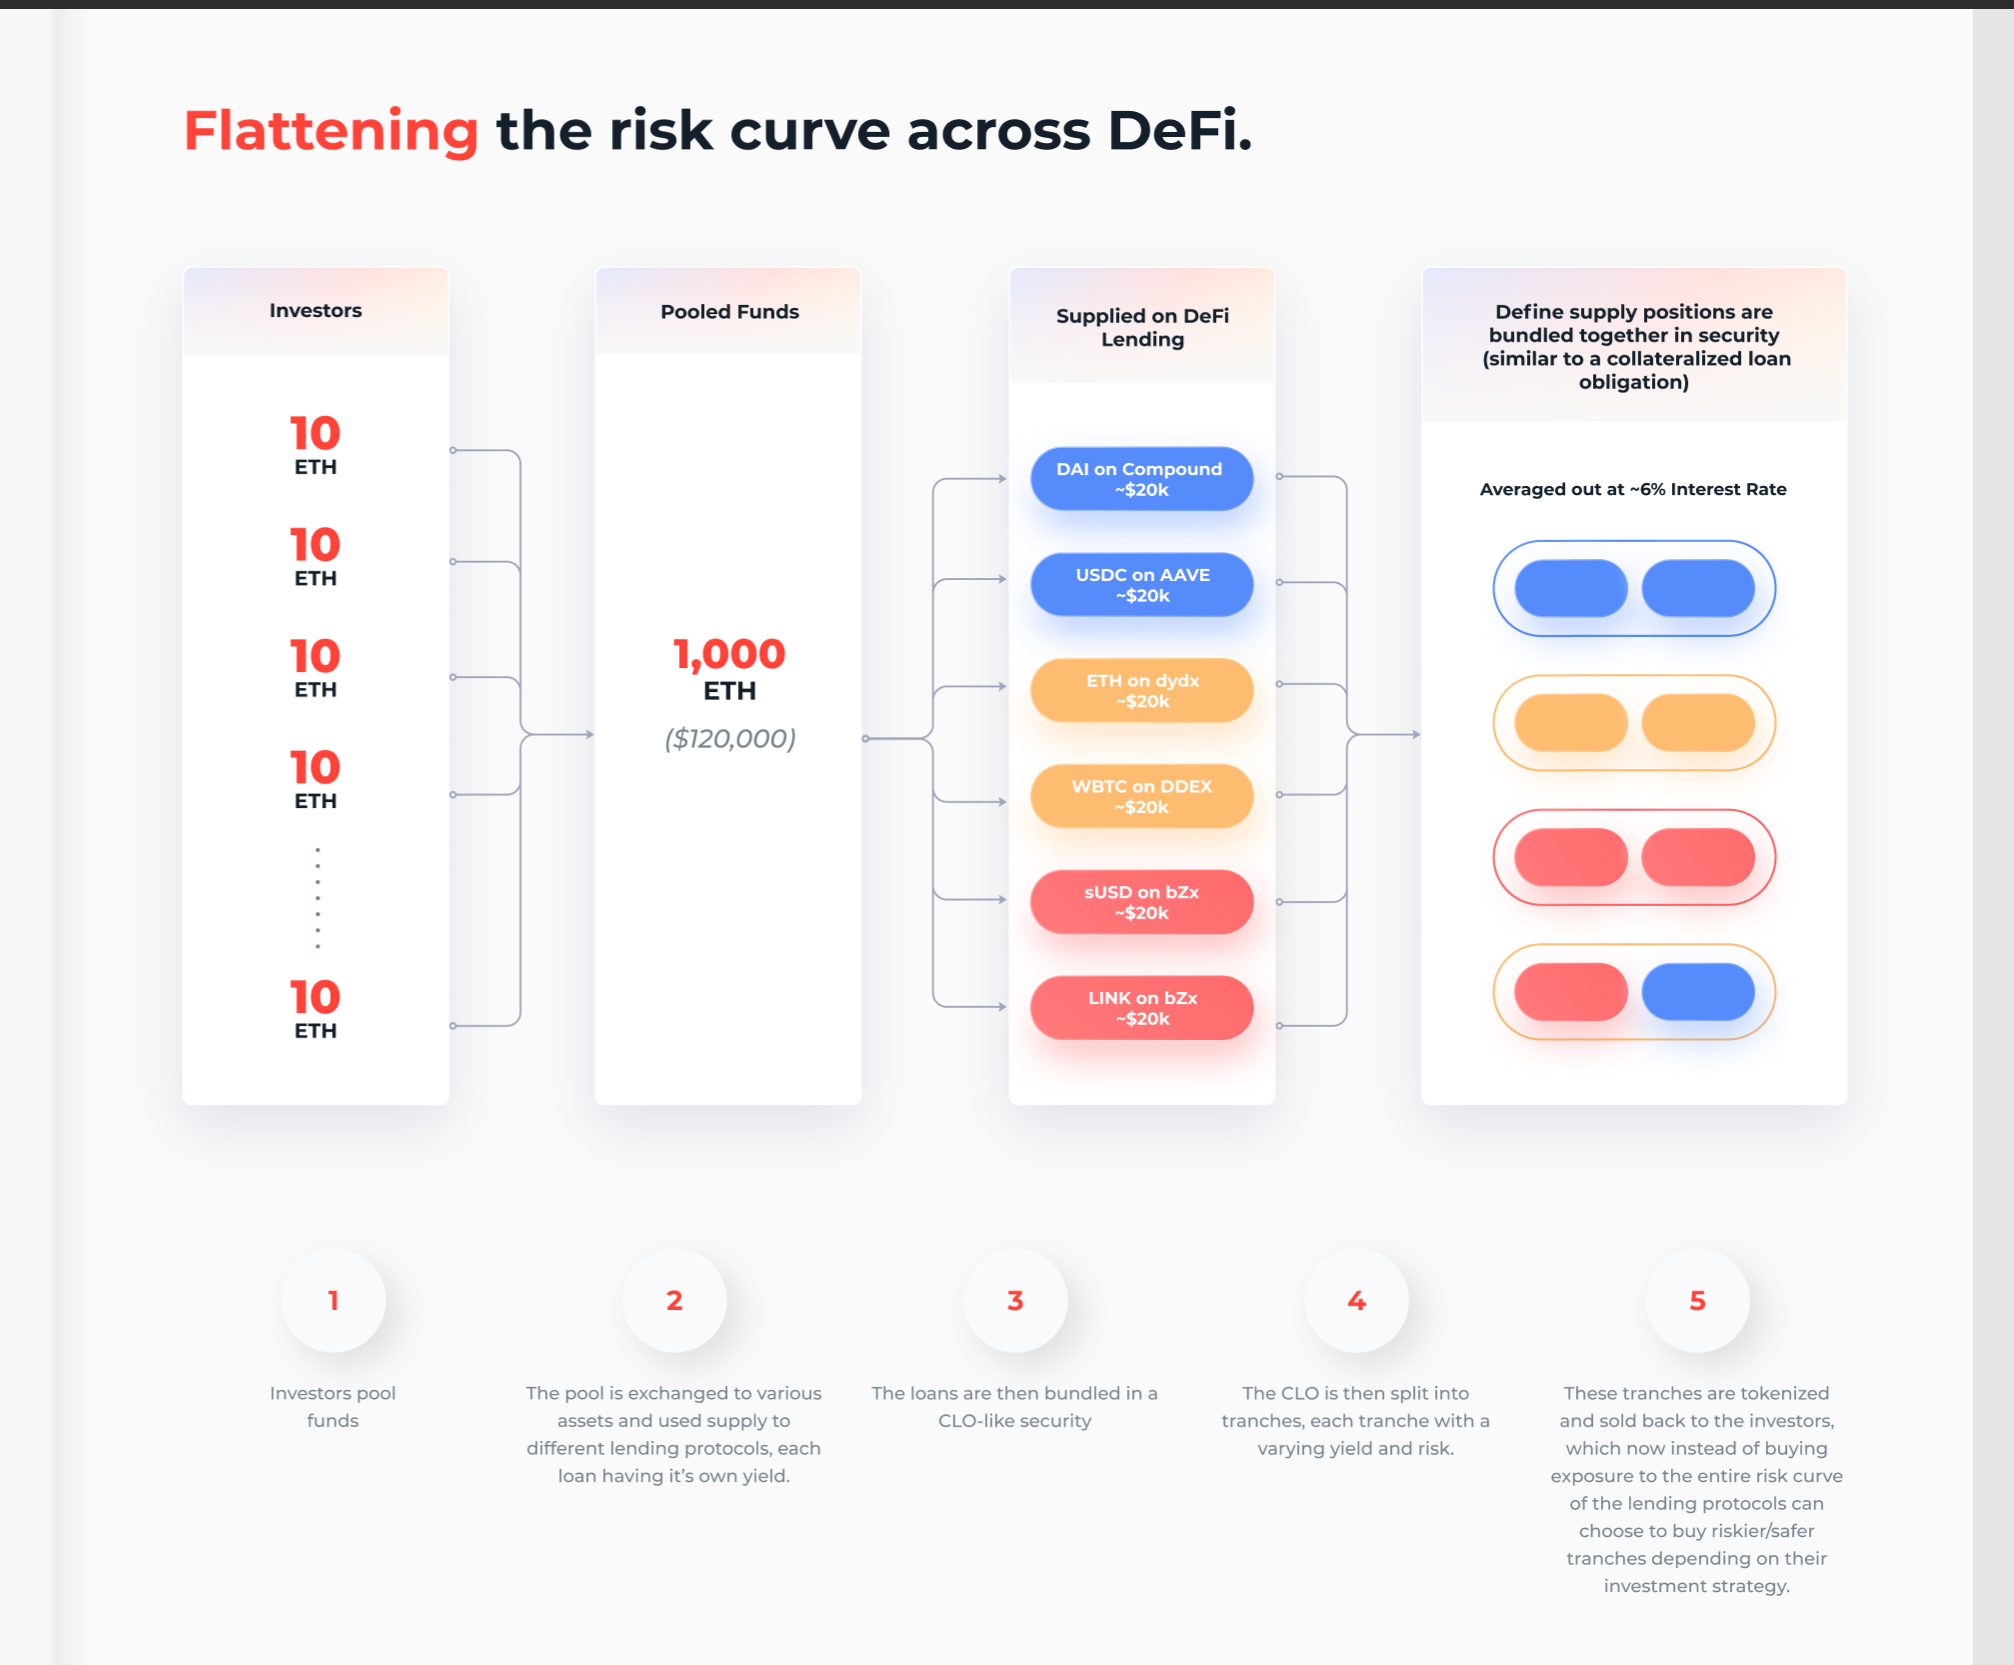 Flattening the risk curve across DeFi.
Investors
10
ETH
10
ETH
10
ETH
10
ETH
10
ETH
Pooled Funds
1,000
ETH
($120,000)
Supplied on DeFi
Lending
DAI on Compound
~$20k
USDC on AAVE
~$20k
ETH on dydx
~$20k
WBTC on DDEX
~$20k
sUSD on bZx
~$20k
LINK on bZx
~$20k
Define supply positions are
bundled together in security
(similar to a collateralized loan
obligation)
Averaged out at ~6% Interest Rate
1
Investors pool
funds
2
The pool is exchanged to various
assets and used supply to
different lending protocols, each
loan having it’s own yield.
3
The loans are then bundled in a
CLO-like security
4
The CLO is then split into
tranches, each tranche with a
varying yield and risk.
5
These tranches are tokenized
and sold back to the investors,
which now instead of buying
exposure to the entire risk curve
of the lending protocols can
choose to buy riskier/safer
tranches depending on their
investment strategy.